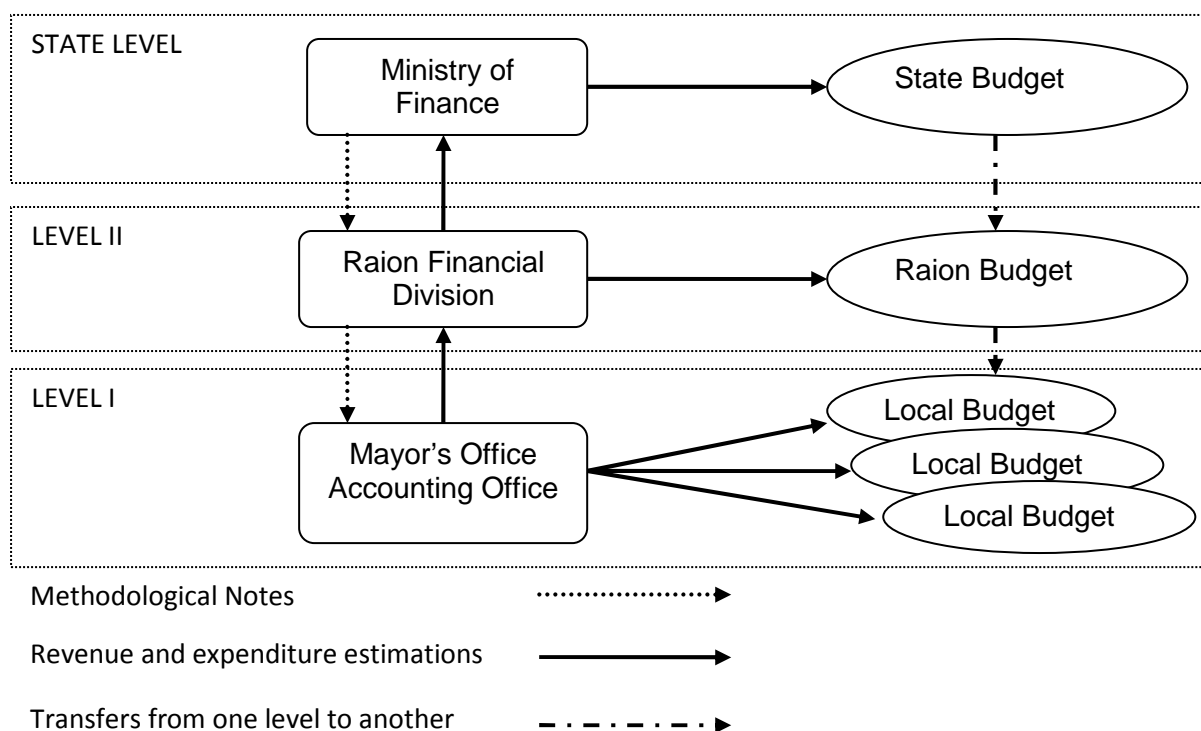 STATE LEVEL
Ministry of
Finance
State Budget
LEVEL II
Raion Financial
Division
Raion Budget
LEVEL I
Mayor’s Office
Accounting Office
Local Budget
Local Budget
Local Budget
Methodological Notes
Revenue and expenditure estimations
Transfers from one level to another